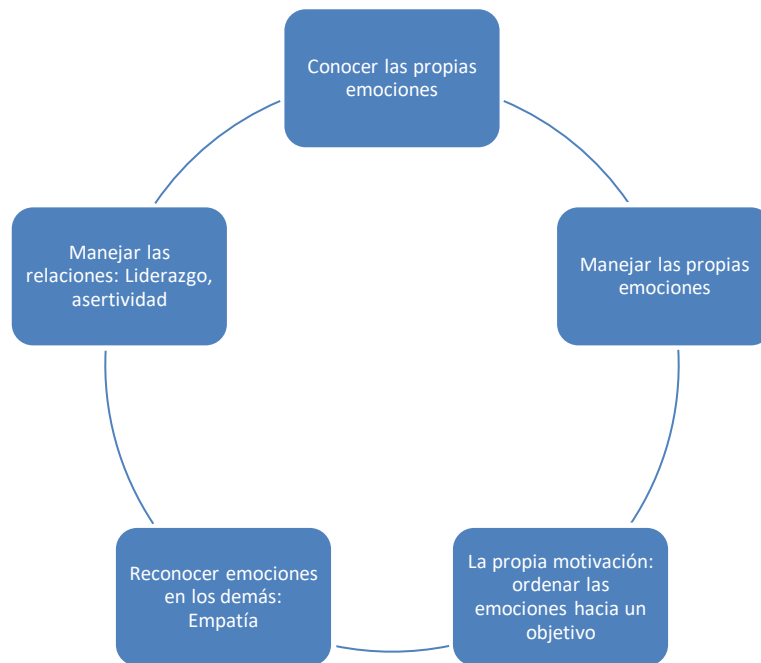 Conocer las propias
emociones
Manejar las propias
emociones
La propia motivación:
ordenar las
emociones hacia un
objetivo
Reconocer emociones
en los demás:
Empatía
Manejar las
relaciones: Liderazgo,
asertividad